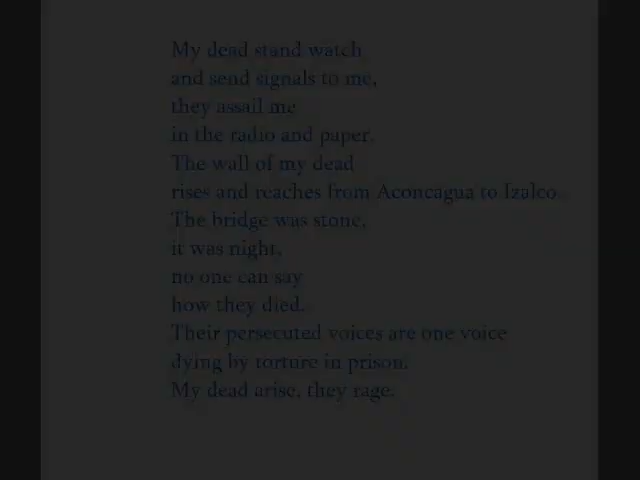 My dead stand watch
and send signals to me,
they assail me
in the radio and paper.
The wall of my dead
rises and reaches from Aconcagua to Izalco.
The bridge was stone,
it was night,
no one can say
how they died.
Their persecuted voices are one voice
dying by torture in prison.
My dead arise, they rage.